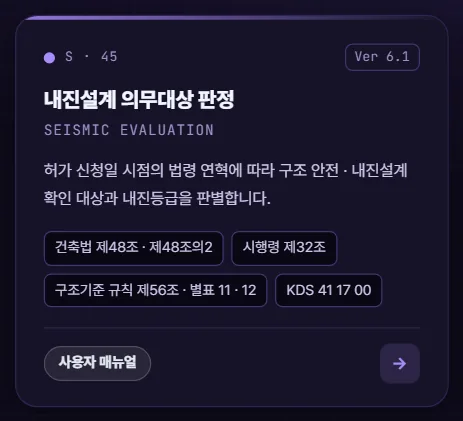 S · 45
Ver 6.1
내진설계 의무대상 판정
SEISMIC EVALUATION
허가 신청일 시점의 법령 연혁에 따라 구조 안전 · 내진설계
확인 대상과 내진등급을 판별합니다.
건축법 제48조 · 제48조의2
시행령 제32조
구조기준 규칙 제56조 · 별표 11 · 12
KDS 41 17 00
사용자 매뉴얼